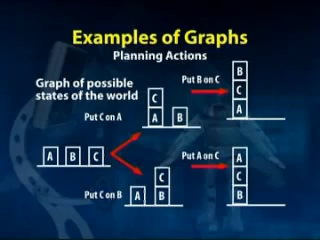 Examples of Graphs
Planning Actions
Graph of possible
states of the world
Put B on C
B
C
A
C
A B
Put C on A
A B C
Put A on C
A
C
B
C
A B
Put C on B